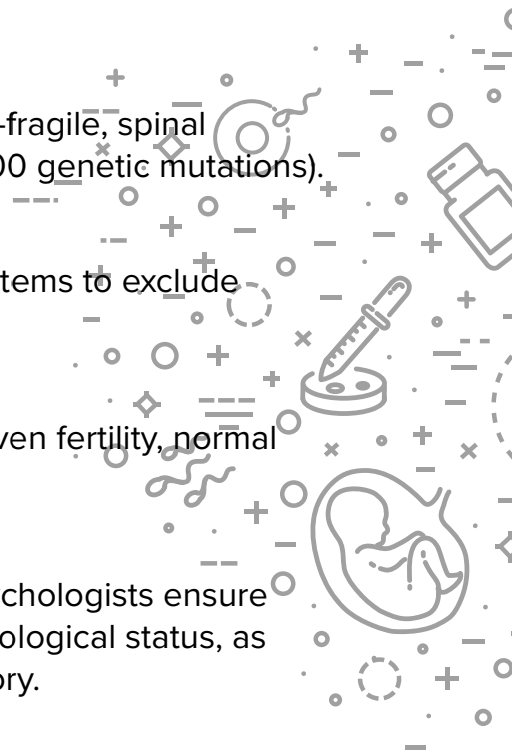 -fragile, spinal
00 genetic mutations).
tems to exclude
ven fertility, normal
chologists ensure
ological status, as
ory.